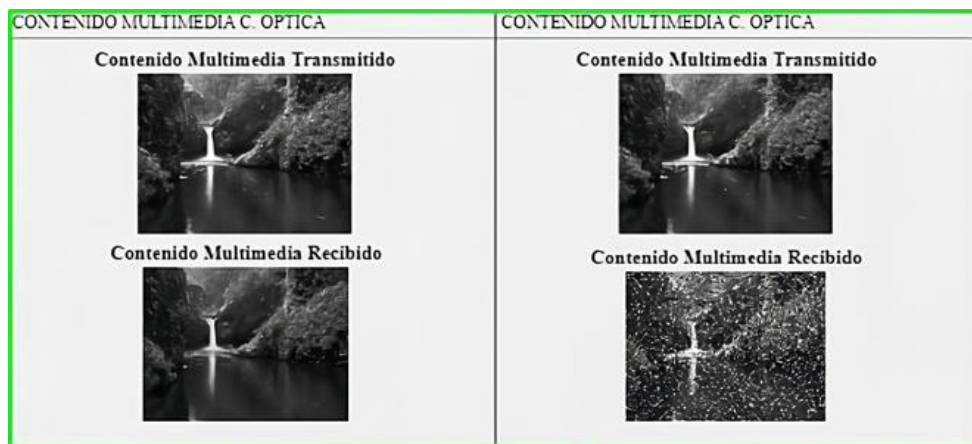 CONTENIDO MULTIMEDIA C. OPTICA
Contenido Multimedia Transmitido
Contenido Multimedia Recibido
CONTENIDO MULTIMEDIA C. OPTICA
Contenido Multimedia Transmitido
Contenido Multimedia Recibido